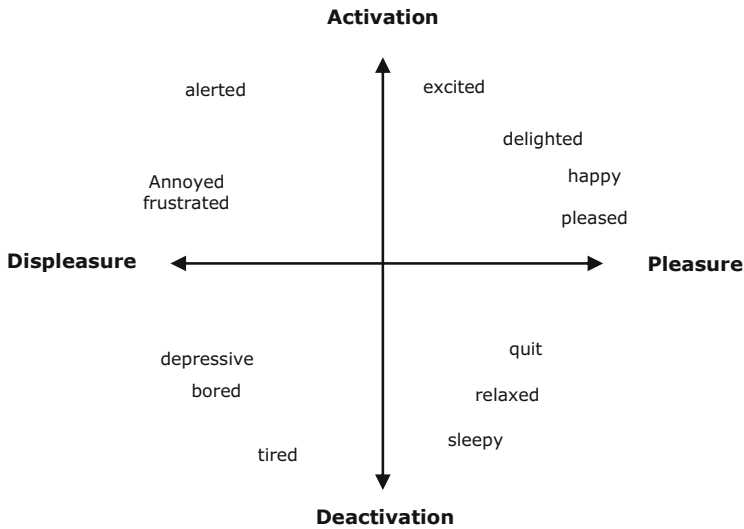 Activation
alerted
excited
delighted
happy
Annoyed
frustrated
pleased
Displeasure
Pleasure
depressive
quit
bored
relaxed
sleepy
tired
Deactivation